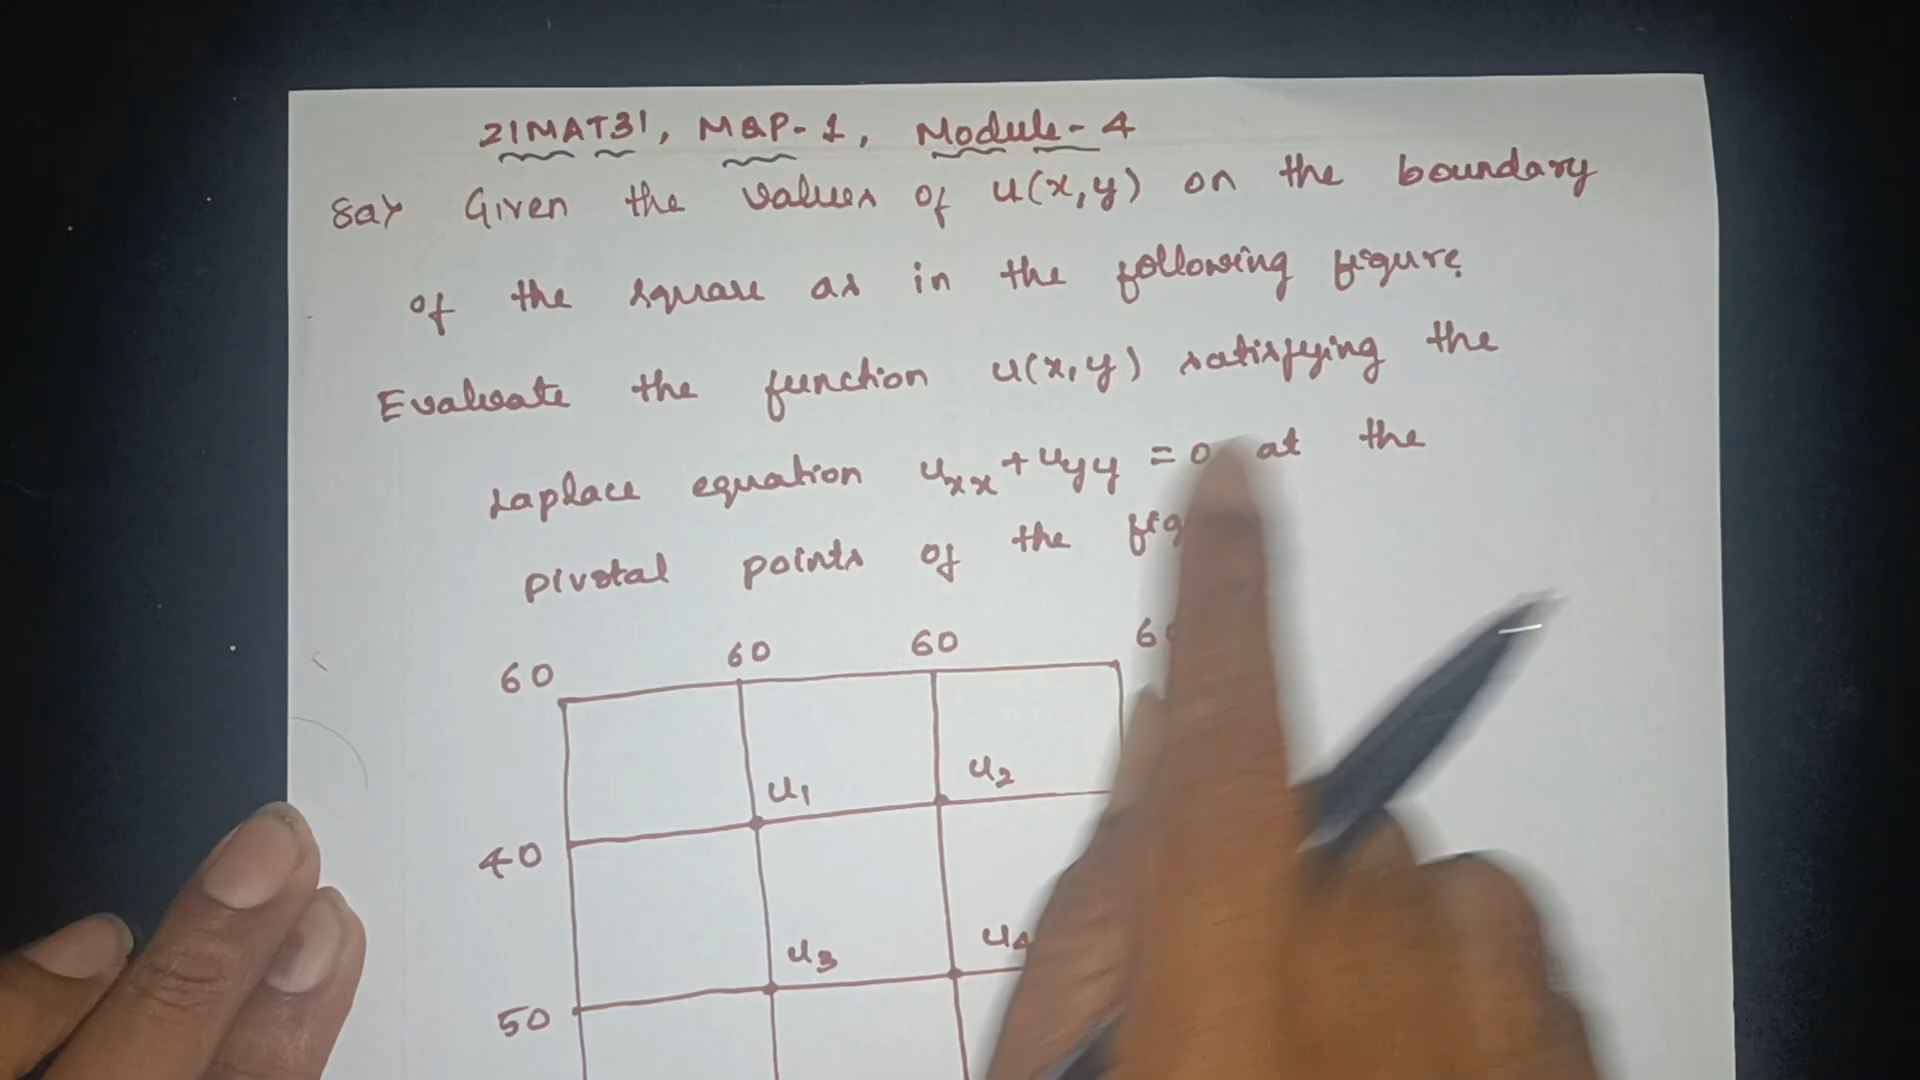 21MAT31, MQP-1, Module-4
8a> Given the values of u(x,y) on the boundary
of the square as in the following figure.
Evaluate the function u(x,y) satisfying the
Laplace equation uxx+uyy =0 at the
pivotal points of the
60 60 60
u1 u2
40
u3 u4
50